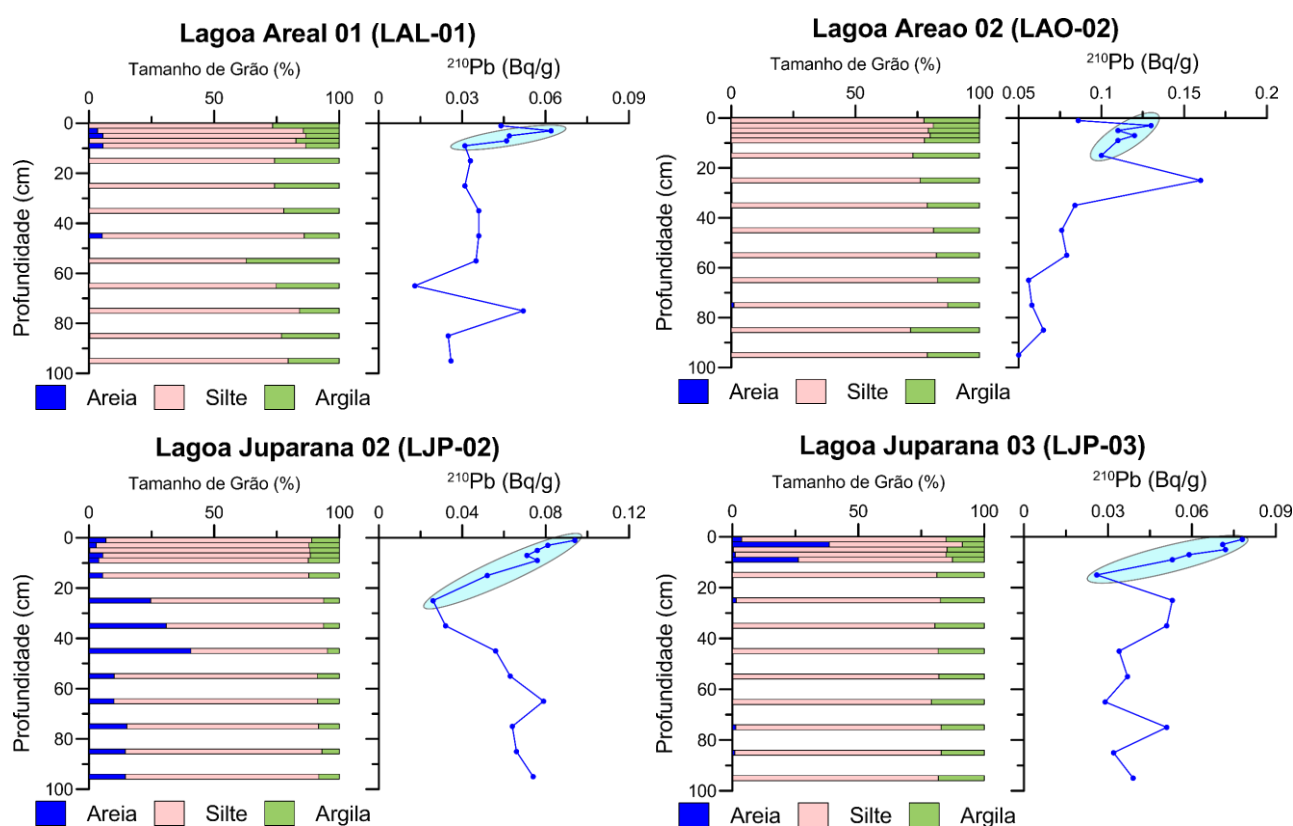 Lagoa Areal 01 (LAL-01)
Tamanho de Grão (%)
²¹⁰Pb (Bq/g)
0 50 100
0 0.03 0.06 0.09
Profundidade (cm)
0
20
40
60
80
100
Areia Silte Argila
Lagoa Areao 02 (LAO-02)
Tamanho de Grão (%)
²¹⁰Pb (Bq/g)
0 50 100
0.05 0.1 0.15 0.2
Profundidade (cm)
0
20
40
60
80
100
Areia Silte Argila
Lagoa Juparana 02 (LJP-02)
Tamanho de Grão (%)
²¹⁰Pb (Bq/g)
0 50 100
0 0.04 0.08 0.12
Profundidade (cm)
0
20
40
60
80
100
Areia Silte Argila
Lagoa Juparana 03 (LJP-03)
Tamanho de Grão (%)
²¹⁰Pb (Bq/g)
0 50 100
0 0.03 0.06 0.09
Profundidade (cm)
0
20
40
60
80
100
Areia Silte Argila